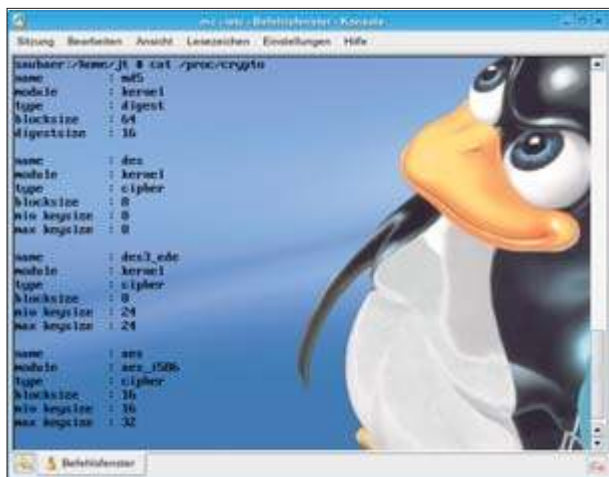 Befehlsfenster - Konsole
Sitzung Bearbeiten Ansicht Lesezeichen Einstellungen Hilfe
cat /proc/crypto
name : md5
module : kernel
type : digest
blocksize : 64
digestsize : 16
name : des
module : kernel
type : cipher
blocksize : 8
min keysize : 8
max keysize : 8
name : des3_ede
module : kernel
type : cipher
blocksize : 8
min keysize : 24
max keysize : 24
name : aes
module : aes_i586
type : cipher
blocksize : 16
min keysize : 16
max keysize : 32
Befehlsfenster